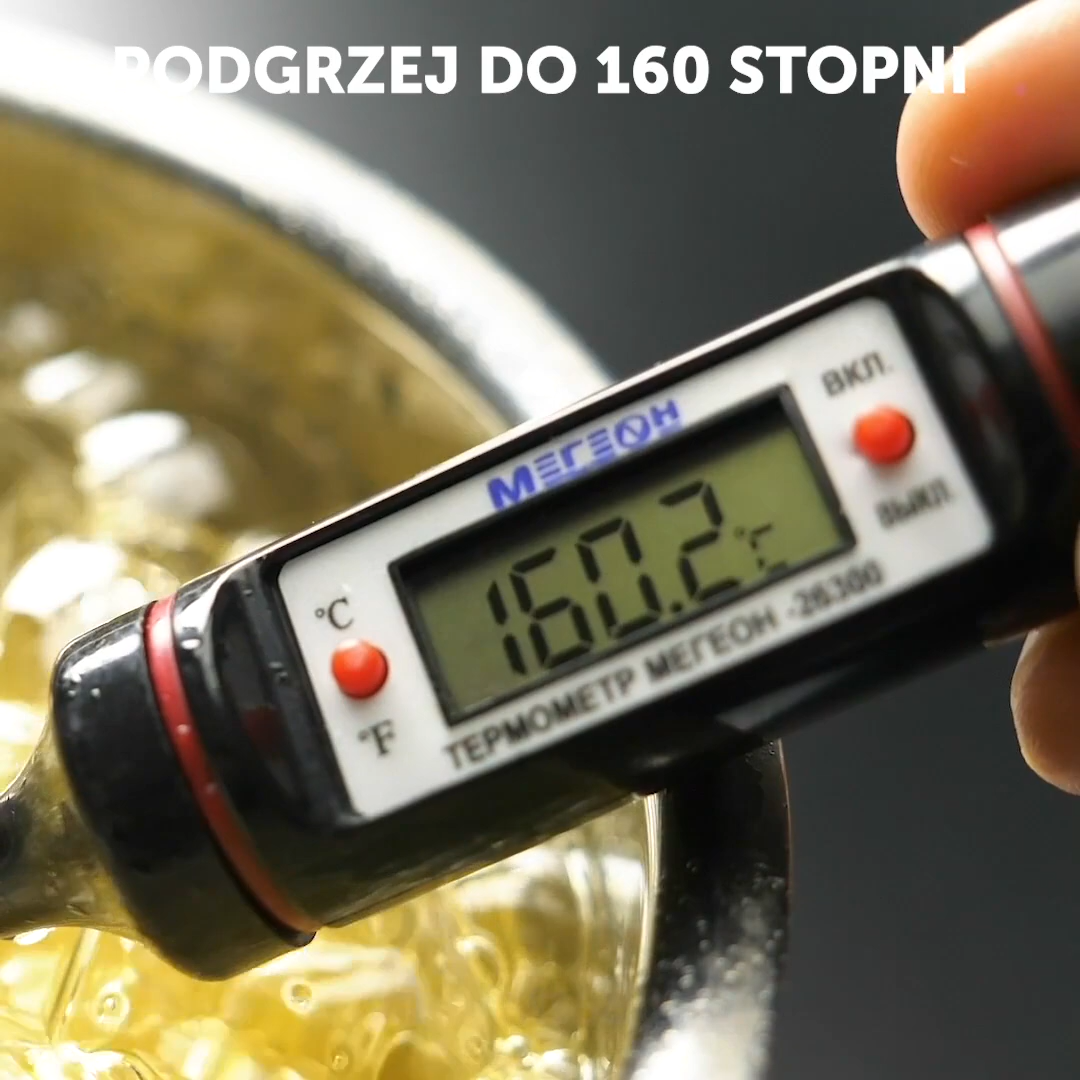 PODGRZEJ DO 160 STOPNI
ВКЛ.
МЕГЕОН
160.2 °C
ВЫКЛ.
°C
°F
ТЕРМОМЕТР МЕГЕОН -26300